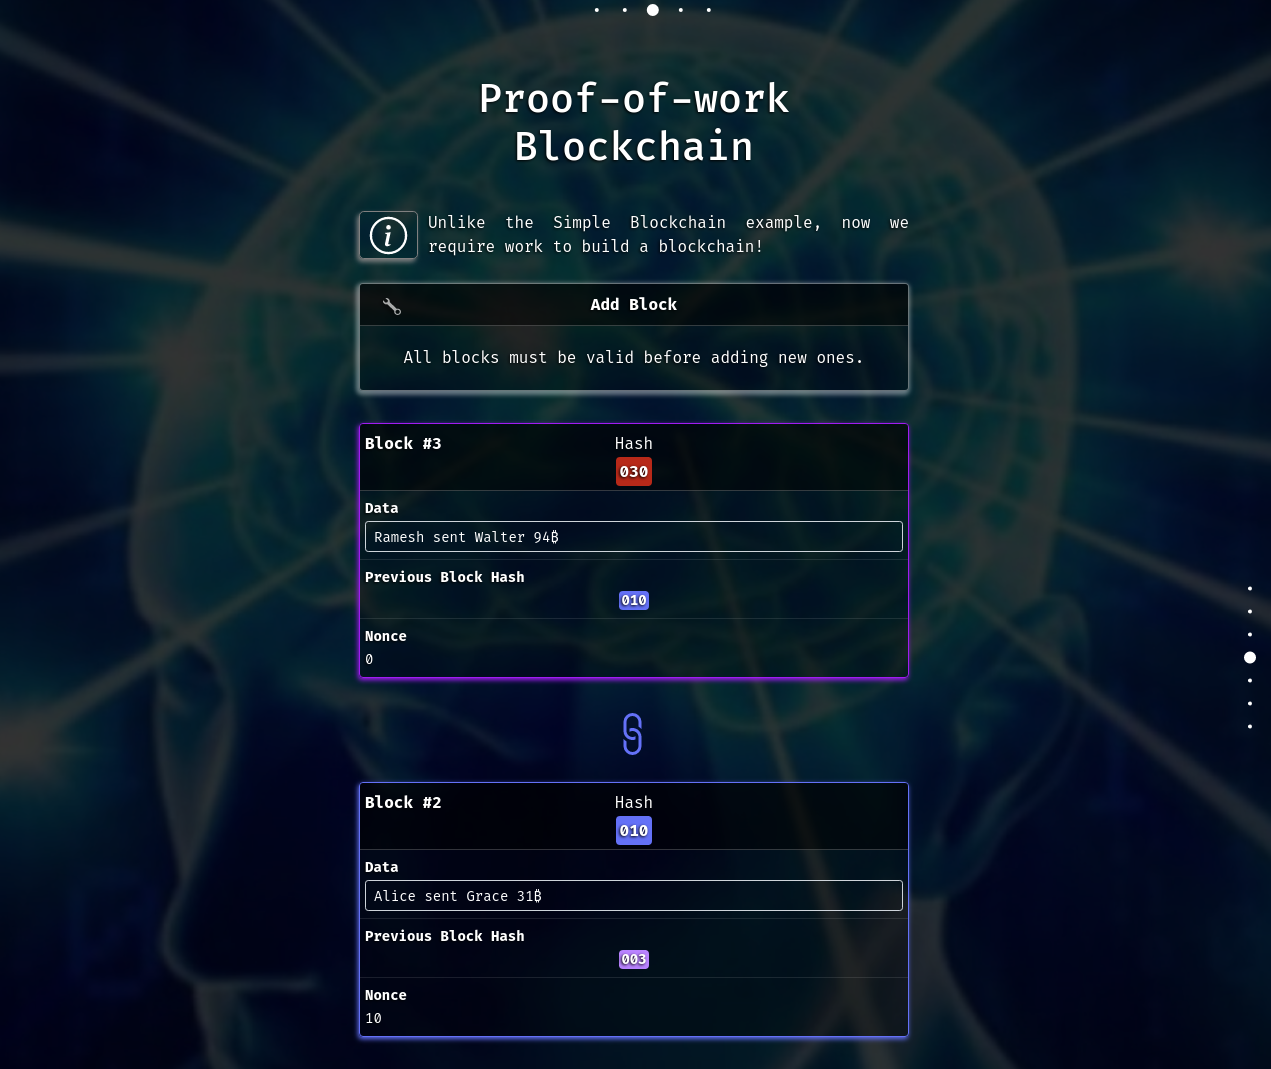 Proof-of-work
Blockchain
Unlike the Simple Blockchain example, now we
require work to build a blockchain!
Add Block
All blocks must be valid before adding new ones.
Block #3
Hash
030
Data
Ramesh sent Walter 94₿
Previous Block Hash
010
Nonce
0
Block #2
Hash
010
Data
Alice sent Grace 31₿
Previous Block Hash
003
Nonce
10